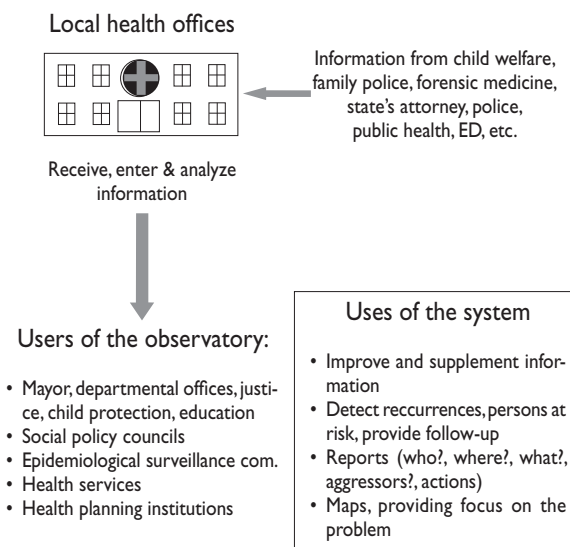 Local health offices
Information from child welfare,
family police, forensic medicine,
state's attorney, police,
public health, ED, etc.
Receive, enter & analyze
information
Users of the observatory:
• Mayor, departmental offices, justi-
ce, child protection, education
• Social policy councils
• Epidemiological surveillance com.
• Health services
• Health planning institutions
Uses of the system
• Improve and supplement infor-
mation
• Detect reccurrences, persons at
risk, provide follow-up
• Reports (who?, where?, what?,
aggressors?, actions)
• Maps, providing focus on the
problem